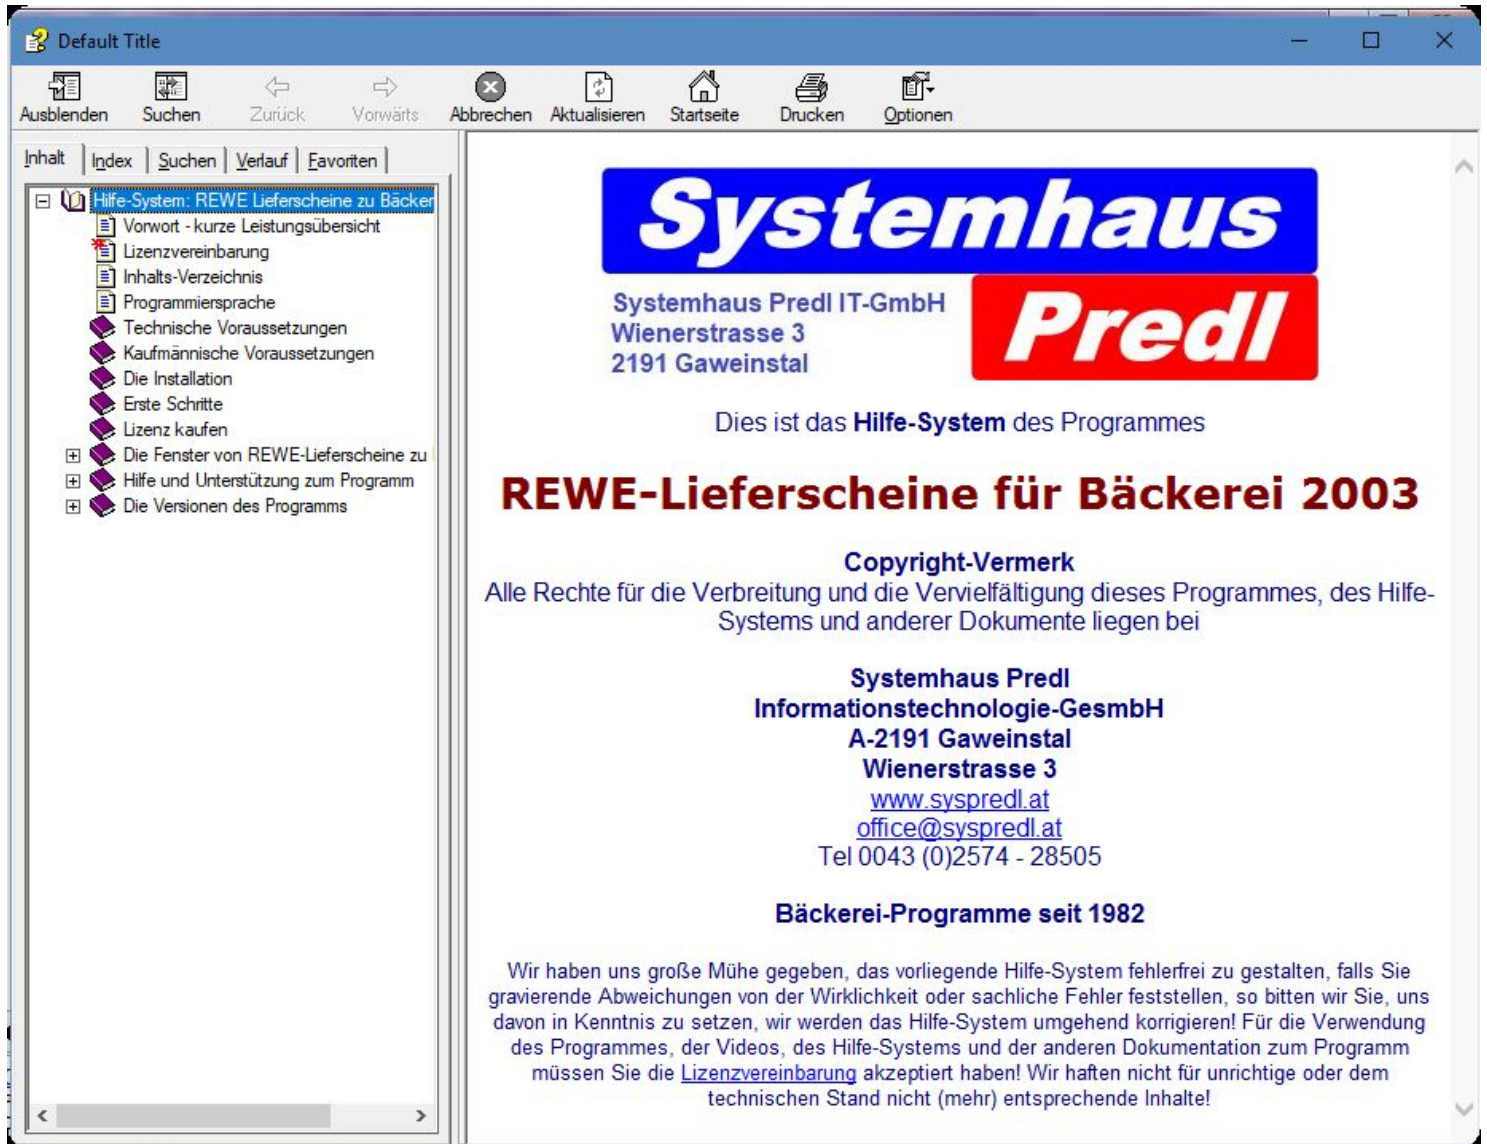 Default Title
Ausblenden Suchen Zurück Vorwärts Abbrechen Aktualisieren Startseite Drucken Optionen
Inhalt Index Suchen Verlauf Favoriten
Hilfe-System: REWE Lieferscheine zu Bäcker
Vorwort - kurze Leistungsübersicht
Lizenzvereinbarung
Inhalts-Verzeichnis
Programmiersprache
Technische Voraussetzungen
Kaufmännische Voraussetzungen
Die Installation
Erste Schritte
Lizenz kaufen
Die Fenster von REWE-Lieferscheine zu
Hilfe und Unterstützung zum Programm
Die Versionen des Programms
Systemhaus
Predl
Systemhaus Predl IT-GmbH
Wienerstrasse 3
2191 Gaweinstal
Dies ist das Hilfe-System des Programmes
REWE-Lieferscheine für Bäckerei 2003
Copyright-Vermerk
Alle Rechte für die Verbreitung und die Vervielfältigung dieses Programmes, des Hilfe-
Systems und anderer Dokumente liegen bei
Systemhaus Predl
Informationstechnologie-GesmbH
A-2191 Gaweinstal
Wienerstrasse 3
www.syspredl.at
office@syspredl.at
Tel 0043 (0)2574 - 28505
Bäckerei-Programme seit 1982
Wir haben uns große Mühe gegeben, das vorliegende Hilfe-System fehlerfrei zu gestalten, falls Sie
gravierende Abweichungen von der Wirklichkeit oder sachliche Fehler feststellen, so bitten wir Sie, uns
davon in Kenntnis zu setzen, wir werden das Hilfe-System umgehend korrigieren! Für die Verwendung
des Programmes, der Videos, des Hilfe-Systems und der anderen Dokumentation zum Programm
müssen Sie die Lizenzvereinbarung akzeptiert haben! Wir haften nicht für unrichtige oder dem
technischen Stand nicht (mehr) entsprechende Inhalte!